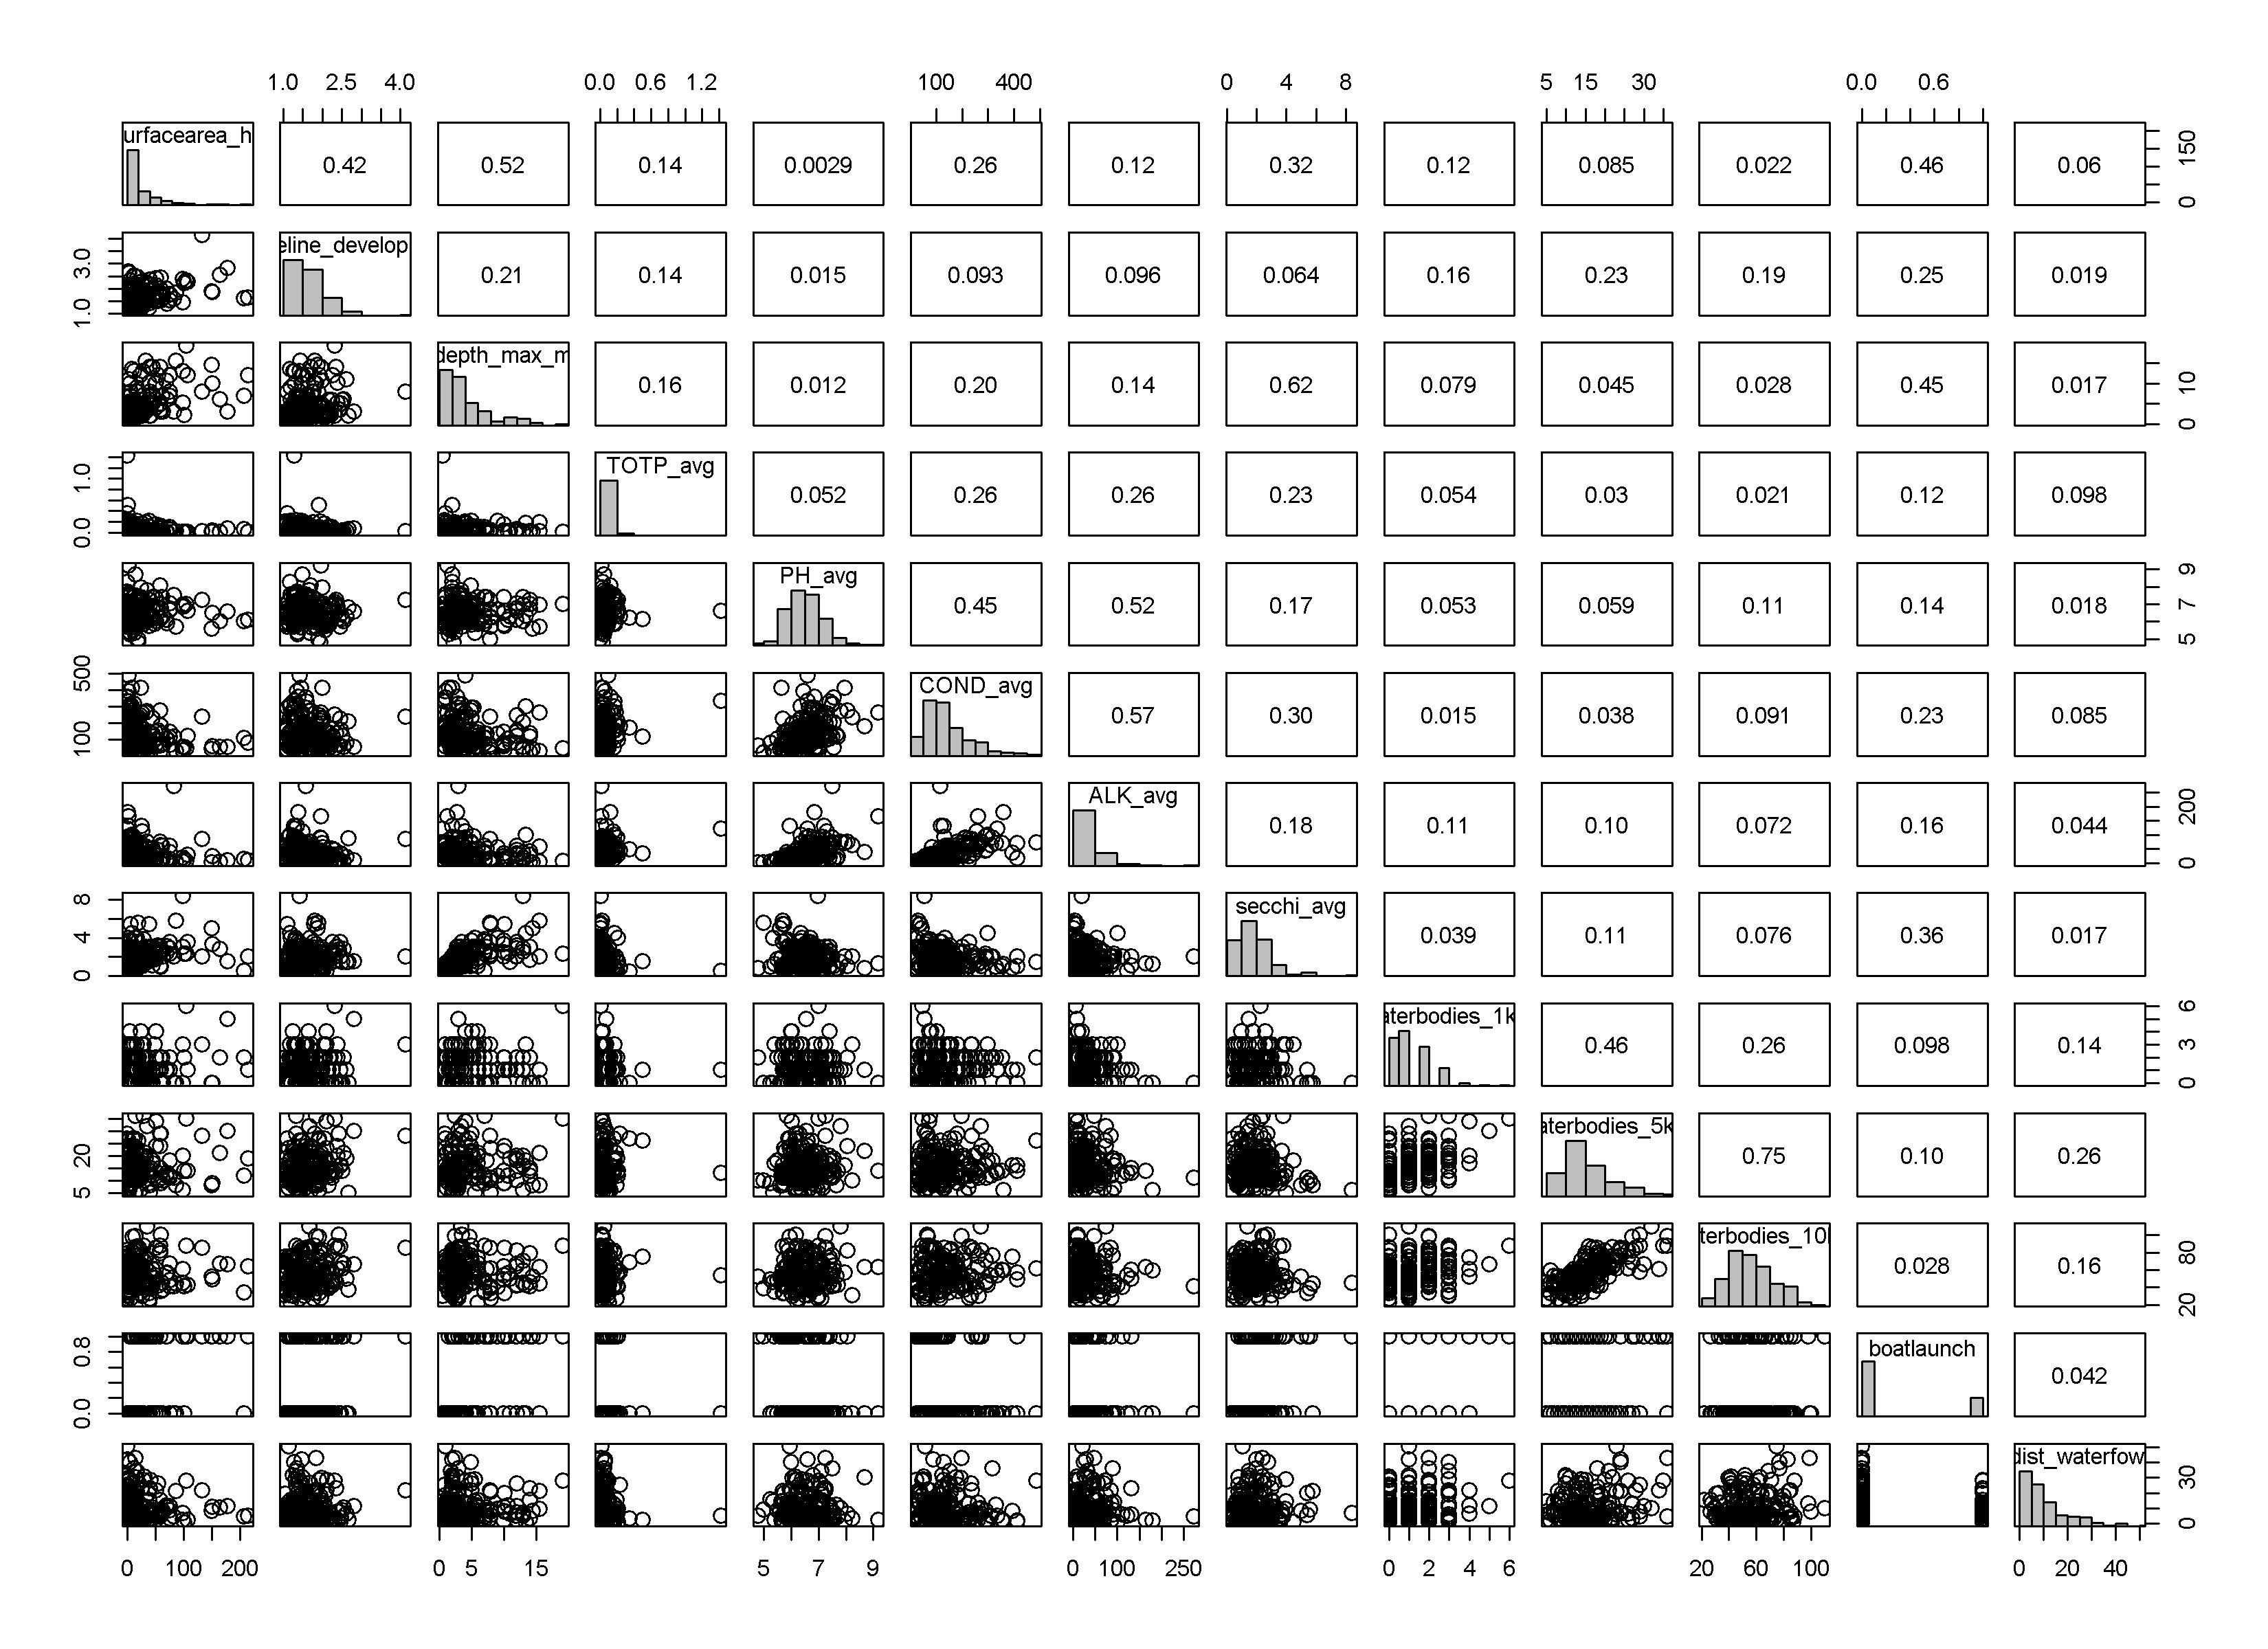 1.0 2.5 4.0 0.0 0.6 1.2 100 400 0 4 8 5 15 30 0.0 0.6
urfacearea_h 0.42 0.52 0.14 0.0029 0.26 0.12 0.32 0.12 0.085 0.022 0.46 0.06 0 150
1.0 3.0 eline_develop 0.21 0.14 0.015 0.093 0.096 0.064 0.16 0.23 0.19 0.25 0.019
depth_max_m 0.16 0.012 0.20 0.14 0.62 0.079 0.045 0.028 0.45 0.017 0 10
0.0 1.0 TOTP_avg 0.052 0.26 0.26 0.23 0.054 0.03 0.021 0.12 0.098
PH_avg 0.45 0.52 0.17 0.053 0.059 0.11 0.14 0.018 5 7 9
100 500 COND_avg 0.57 0.30 0.015 0.038 0.091 0.23 0.085
ALK_avg 0.18 0.11 0.10 0.072 0.16 0.044 0 200
0 4 8 secchi_avg 0.039 0.11 0.076 0.36 0.017
aterbodies_1k 0.46 0.26 0.098 0.14 0 3 6
5 20 aterbodies_5k 0.75 0.10 0.26
terbodies_10 0.028 0.16 20 80
0.0 0.8 boatlaunch 0.042
dist_waterfow 0 30
0 100 200 0 5 15 5 7 9 0 100 250 0 2 4 6 20 60 100 0 20 40